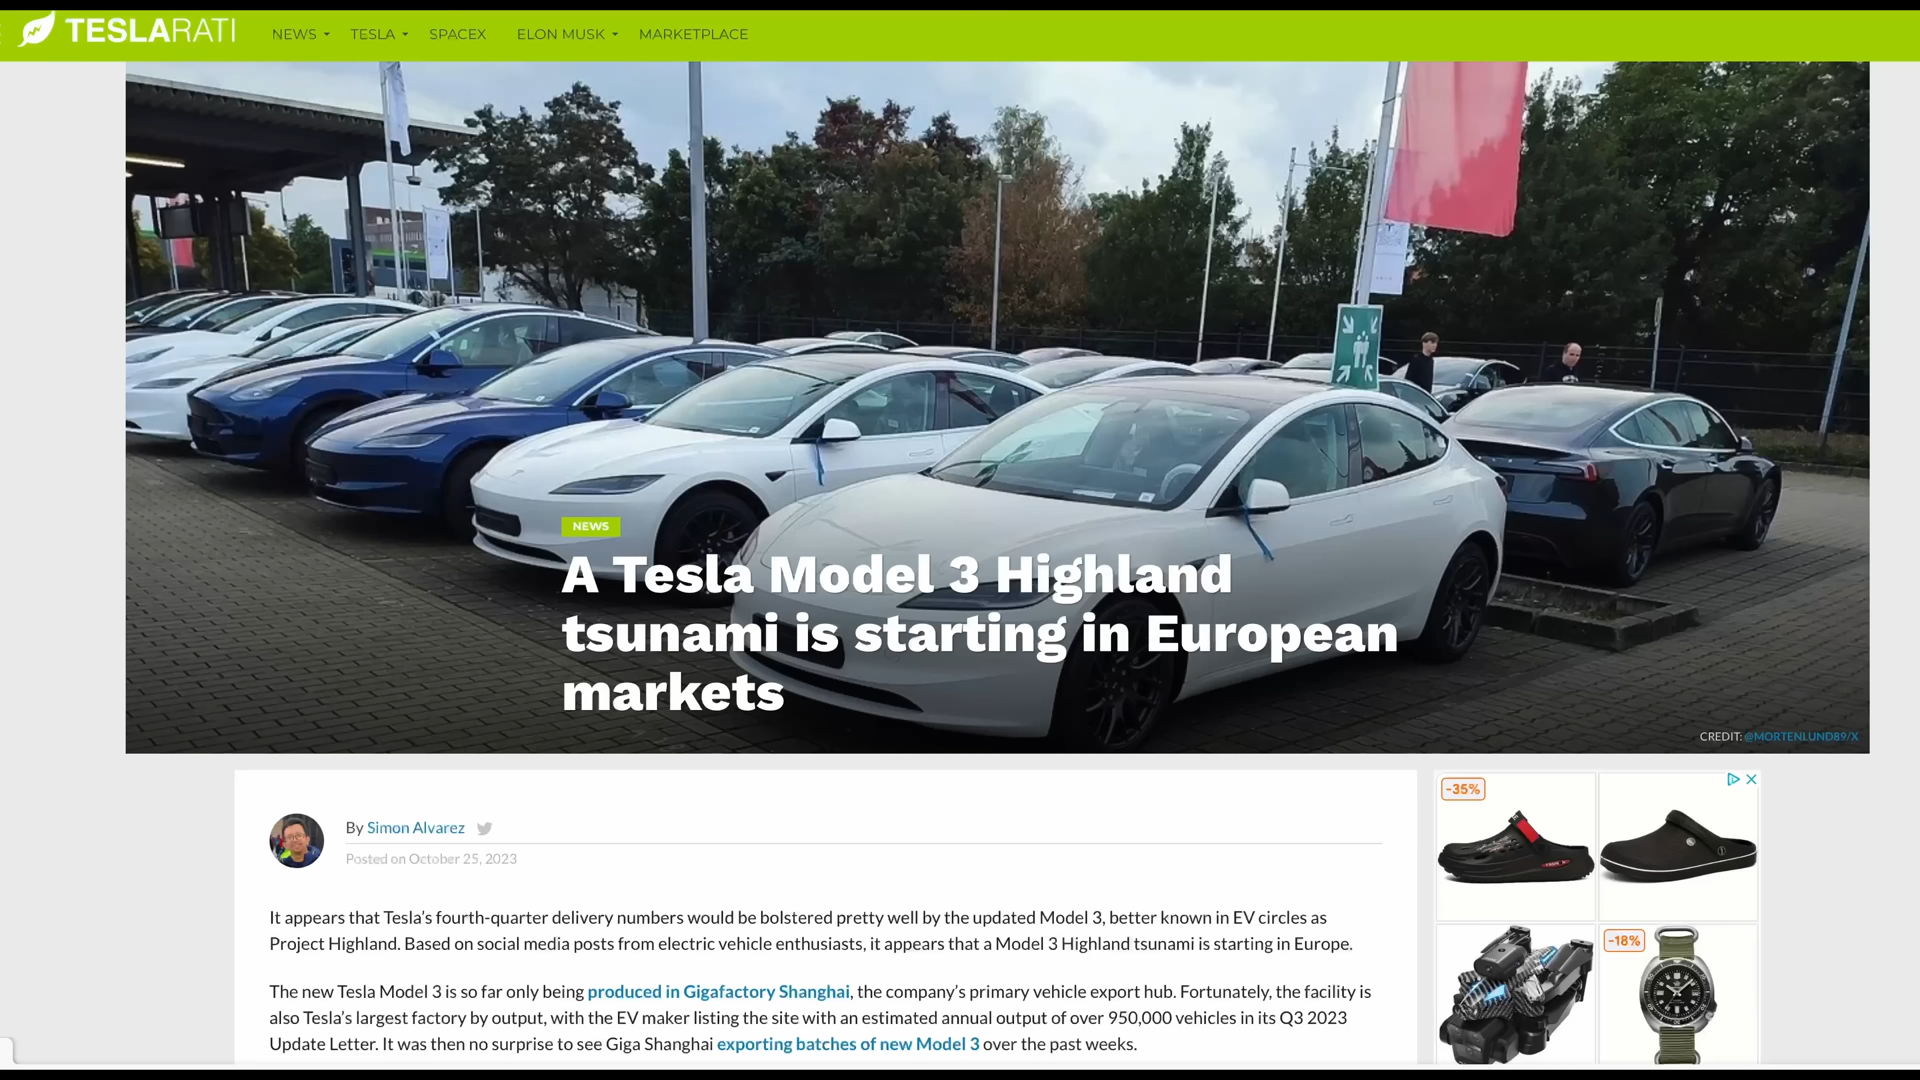 TESLARATI
NEWS TESLA SPACEX ELON MUSK MARKETPLACE
NEWS
A Tesla Model 3 Highland
tsunami is starting in European
markets
CREDIT: @MORTENLUND89/X
By Simon Alvarez
Posted on October 25, 2023
It appears that Tesla's fourth-quarter delivery numbers would be bolstered pretty well by the updated Model 3, better known in EV circles as
Project Highland. Based on social media posts from electric vehicle enthusiasts, it appears that a Model 3 Highland tsunami is starting in Europe.
The new Tesla Model 3 is so far only being produced in Gigafactory Shanghai, the company's primary vehicle export hub. Fortunately, the facility is
also Tesla's largest factory by output, with the EV maker listing the site with an estimated annual output of over 950,000 vehicles in its Q3 2023
Update Letter. It was then no surprise to see Giga Shanghai exporting batches of new Model 3 over the past weeks.
-35%
-18%